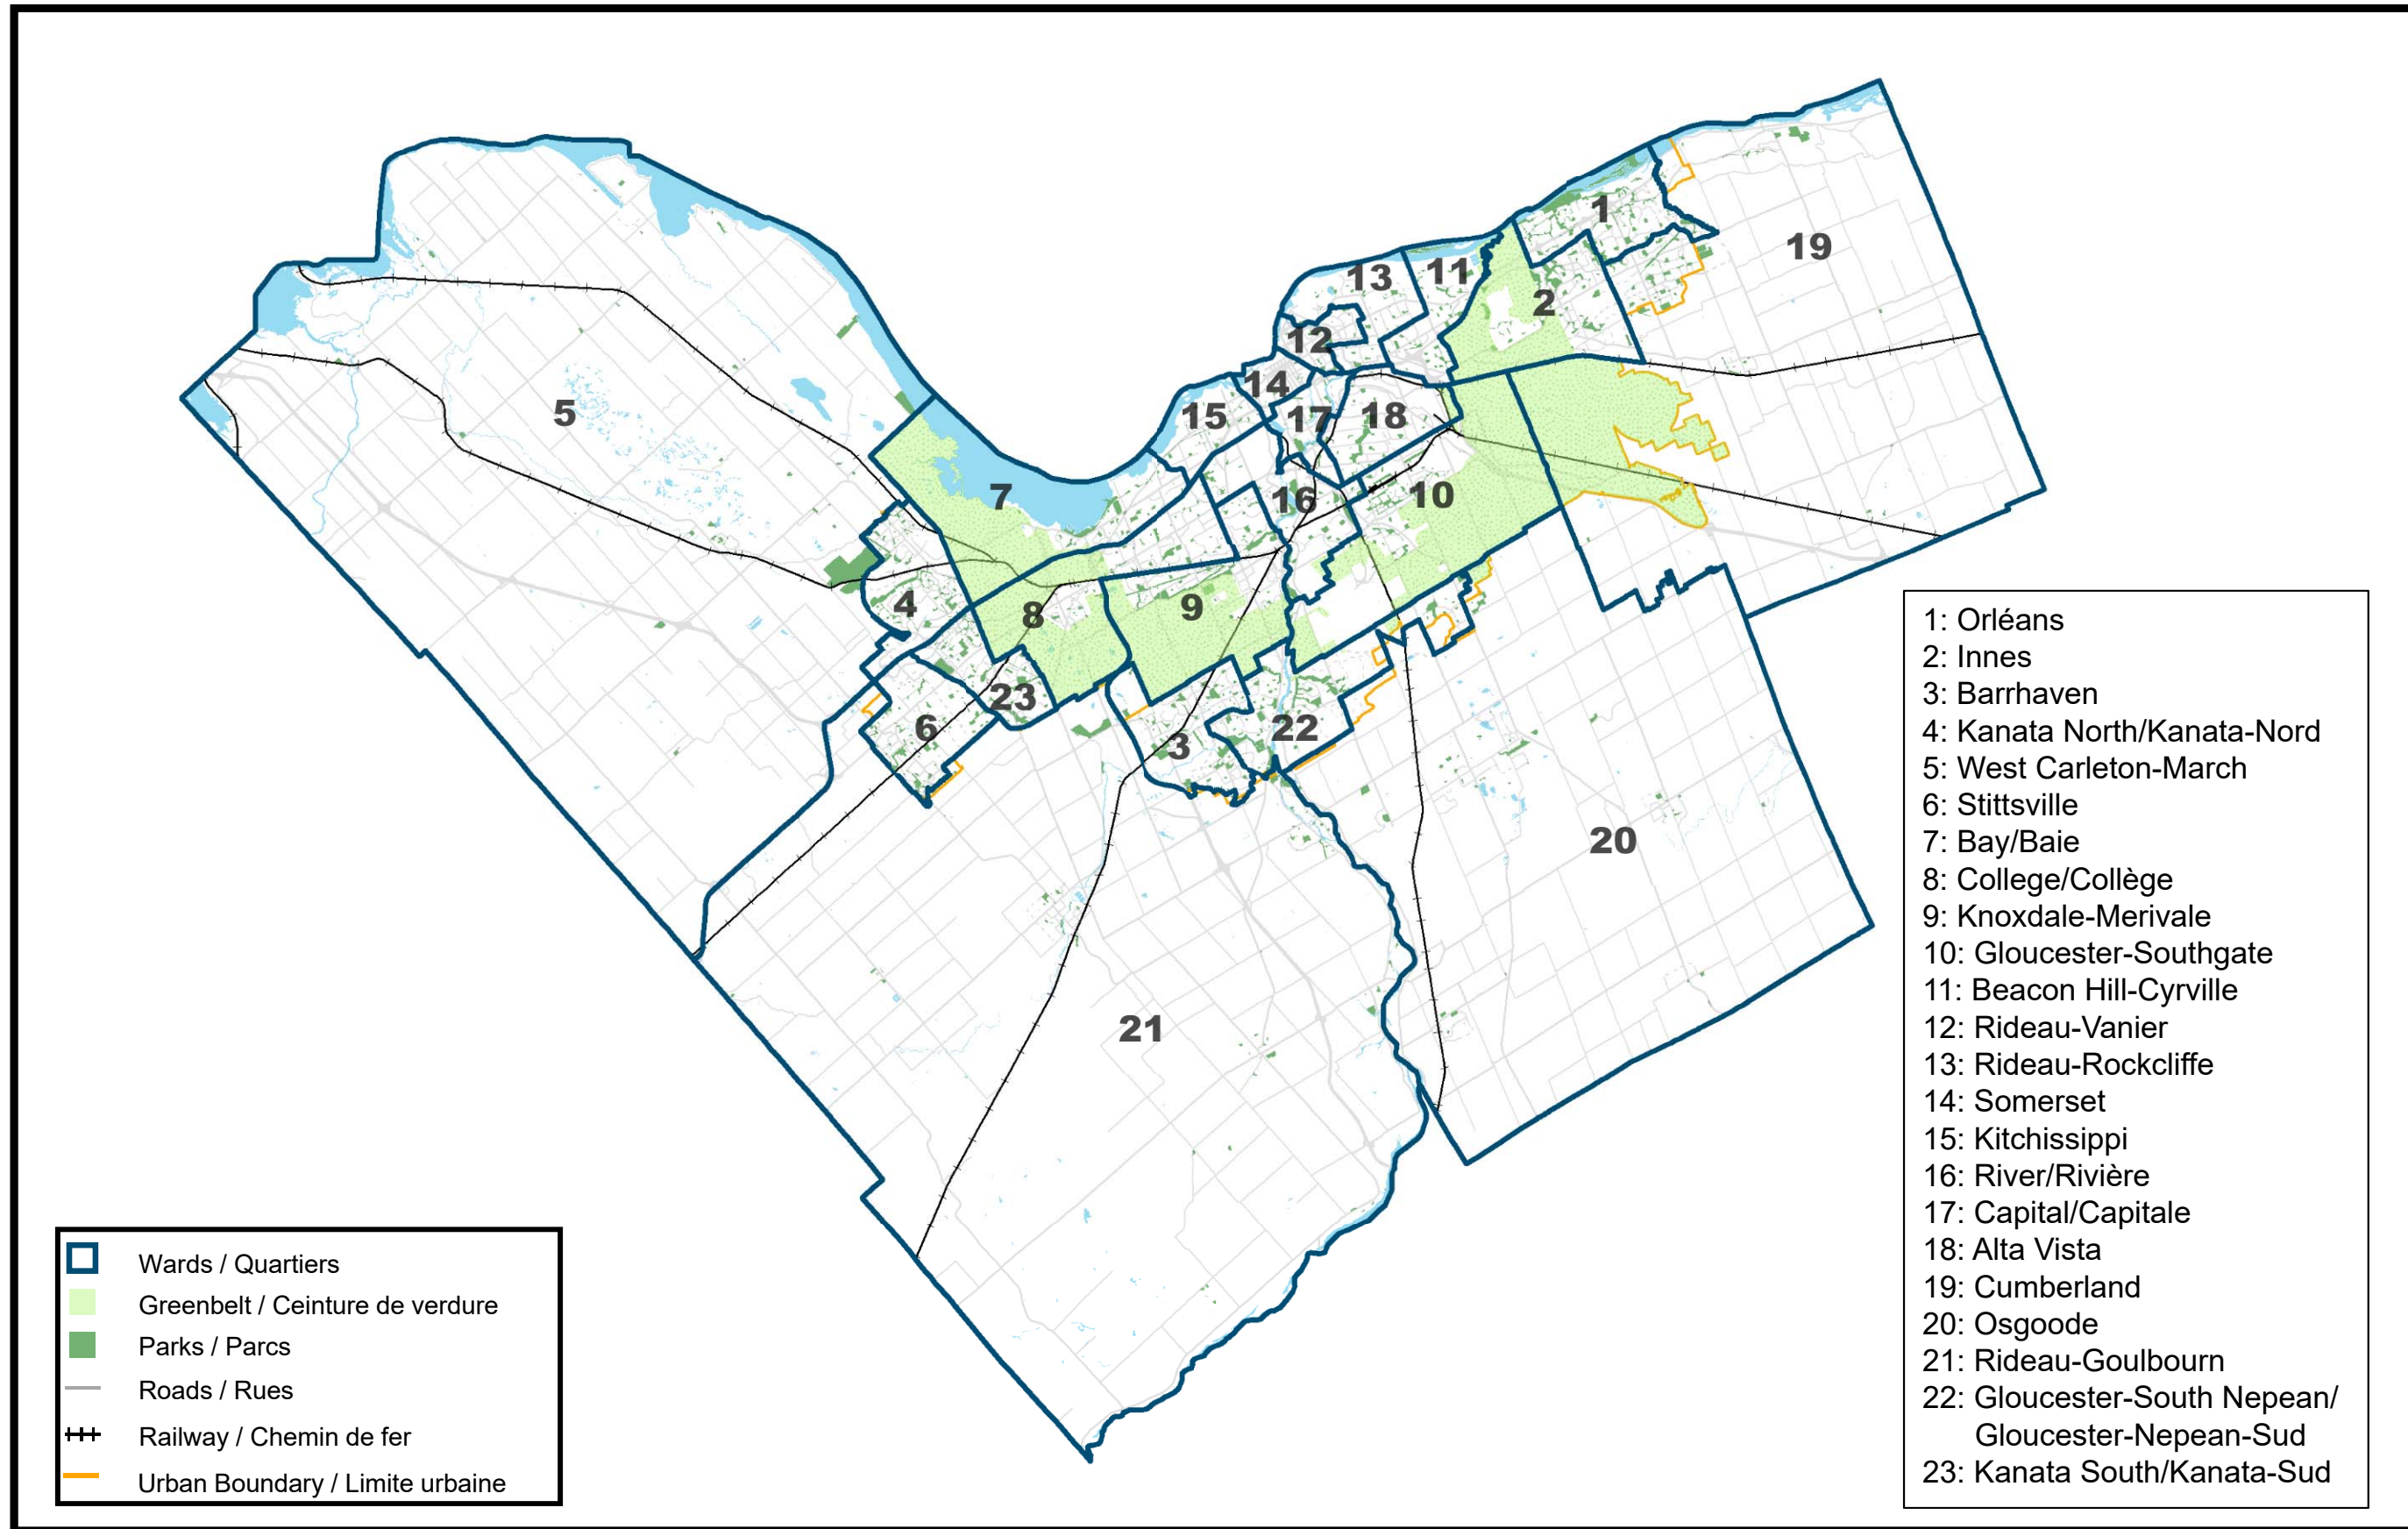 1
19
13
11
2
12
14
5
15
17
18
7
16
10
4
8
9
23
6
3
22
20
21
1: Orléans
2: Innes
3: Barrhaven
4: Kanata North/Kanata-Nord
5: West Carleton-March
6: Stittsville
7: Bay/Baie
8: College/Collège
9: Knoxdale-Merivale
10: Gloucester-Southgate
11: Beacon Hill-Cyrville
12: Rideau-Vanier
13: Rideau-Rockcliffe
14: Somerset
15: Kitchissippi
16: River/Rivière
17: Capital/Capitale
18: Alta Vista
19: Cumberland
20: Osgoode
21: Rideau-Goulbourn
22: Gloucester-South Nepean/
Gloucester-Nepean-Sud
23: Kanata South/Kanata-Sud
Wards / Quartiers
Greenbelt / Ceinture de verdure
Parks / Parcs
Roads / Rues
Railway / Chemin de fer
Urban Boundary / Limite urbaine